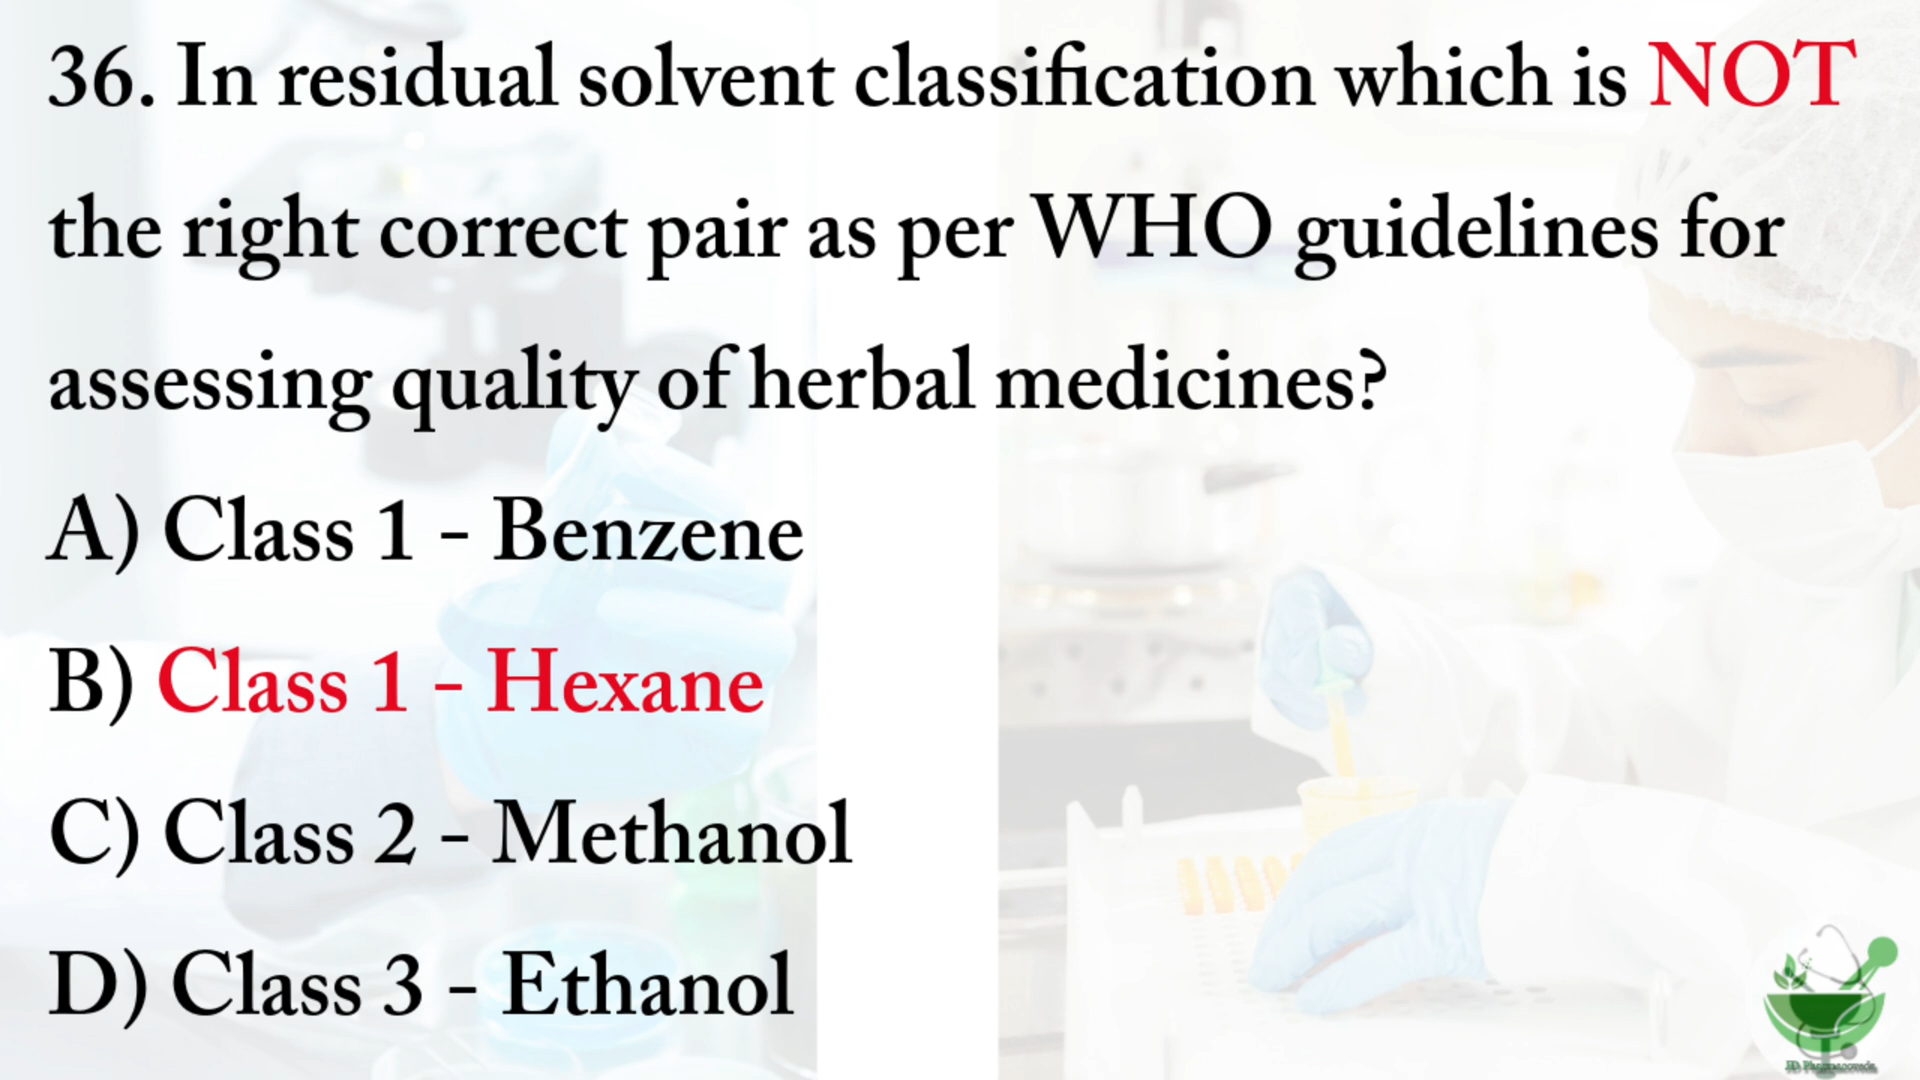 36. In residual solvent classification which is NOT
the right correct pair as per WHO guidelines for
assessing quality of herbal medicines?
A) Class 1 - Benzene
B) Class 1 - Hexane
C) Class 2 - Methanol
D) Class 3 - Ethanol